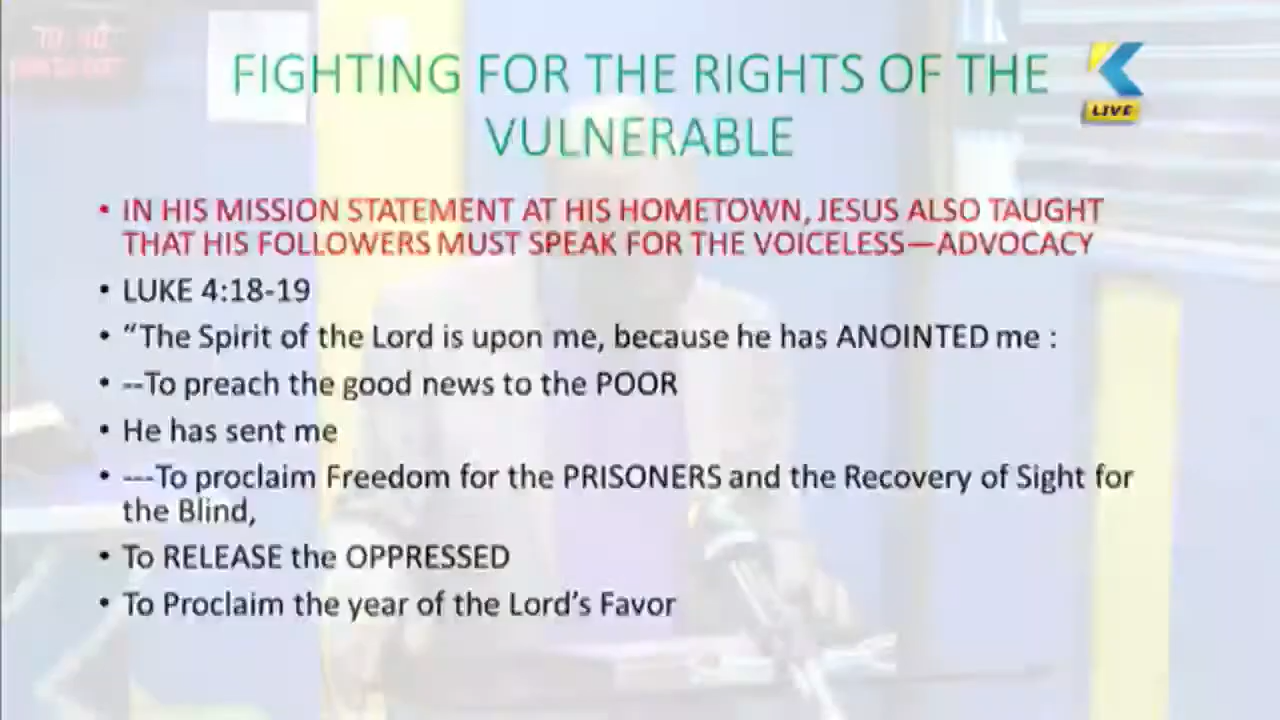 FIGHTING FOR THE RIGHTS OF THE
VULNERABLE
LIVE
• IN HIS MISSION STATEMENT AT HIS HOMETOWN, JESUS ALSO TAUGHT
THAT HIS FOLLOWERS MUST SPEAK FOR THE VOICELESS—ADVOCACY
• LUKE 4:18-19
• “The Spirit of the Lord is upon me, because he has ANOINTED me :
• --To preach the good news to the POOR
• He has sent me
• ---To proclaim Freedom for the PRISONERS and the Recovery of Sight for
the Blind,
• To RELEASE the OPPRESSED
• To Proclaim the year of the Lord’s Favor